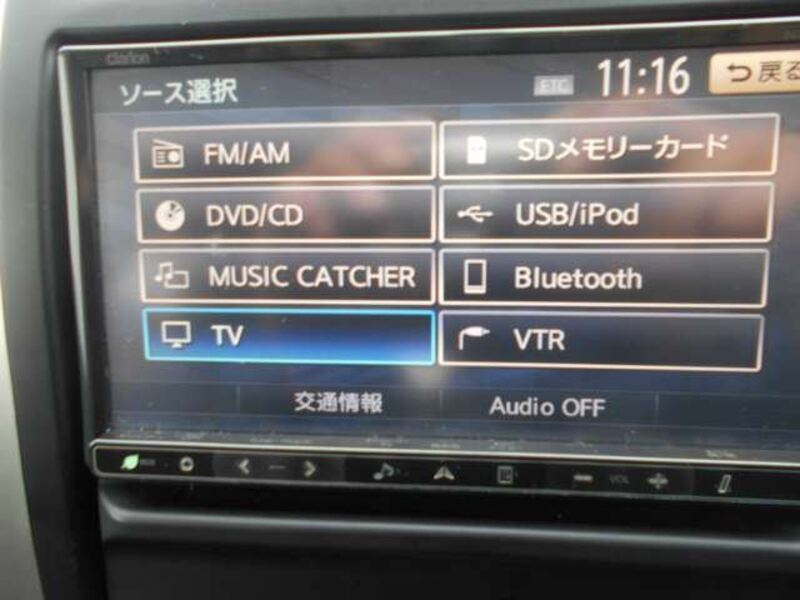 clarion
ソース選択
ETC
11:16
戻る
FM/AM
SDメモリーカード
DVD/CD
USB/iPod
MUSIC CATCHER
Bluetooth
TV
VTR
交通情報
Audio OFF
VOL